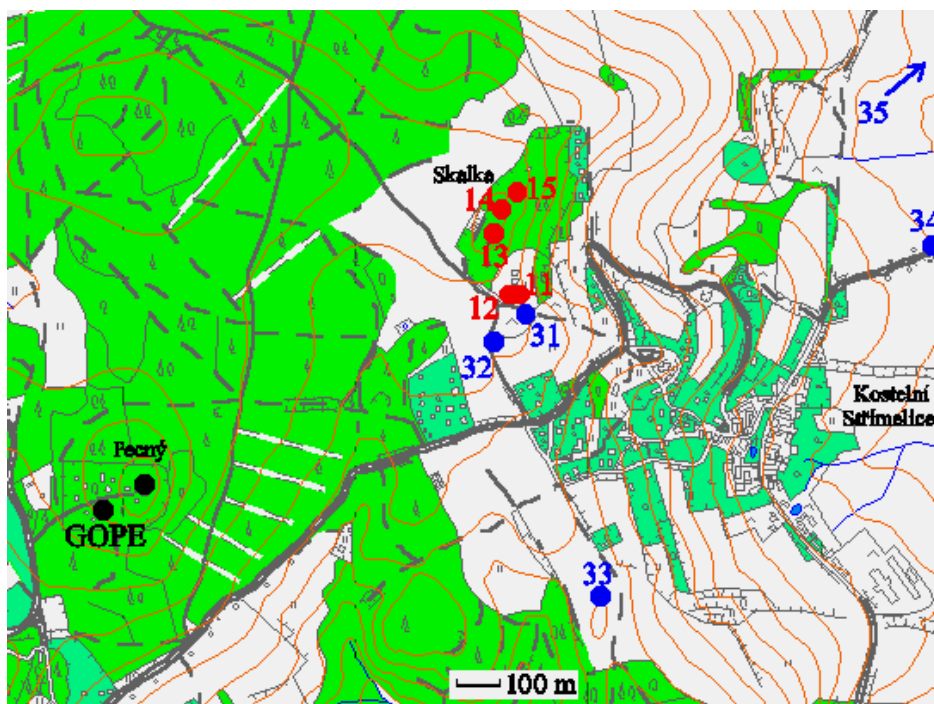 35
Skalka
15
14
13
34
11
12
31
32
Kostelní
Střímelice
Pecný
GOPE
33
100 m